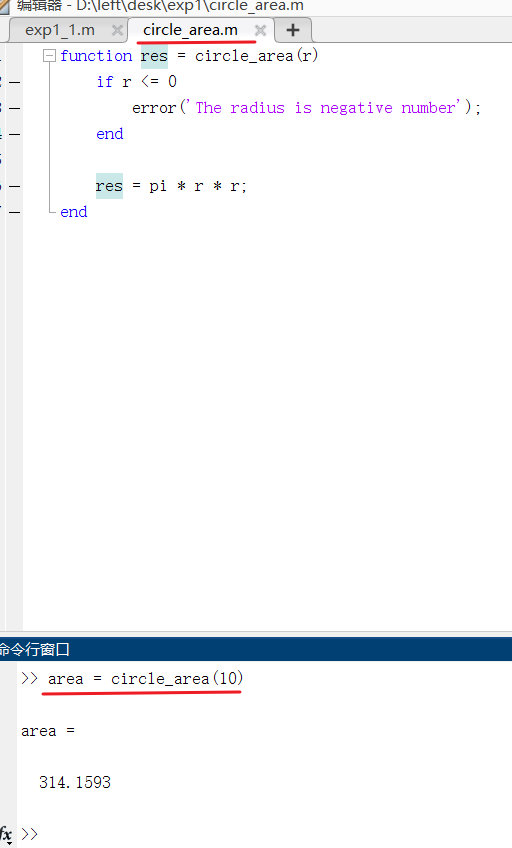 编辑器 - D:\left\desk\exp1\circle_area.m
exp1_1.m × circle_area.m × +
function res = circle_area(r)
if r <= 0
error('The radius is negative number');
end
res = pi * r * r;
end
命令行窗口
>> area = circle_area(10)
area =
314.1593
fx >>